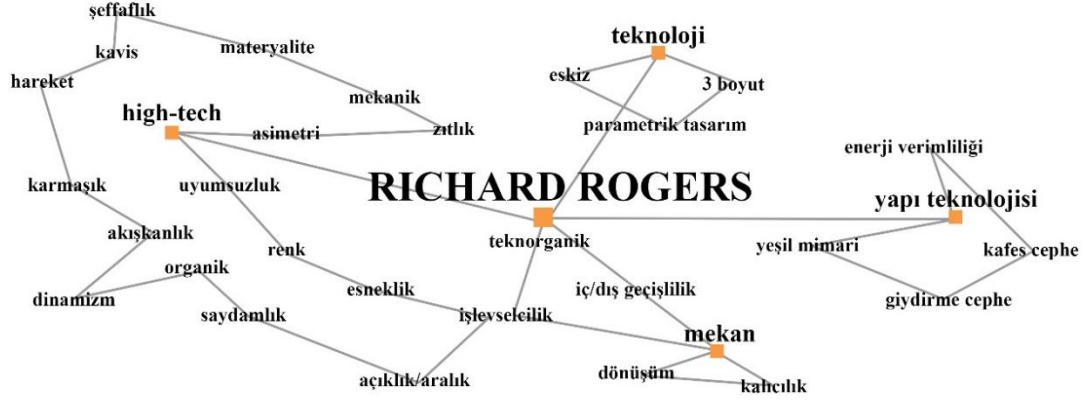 şeffaflık
kavis
materyalite
hareket
mekanik
high-tech
asimetri
zıtlık
teknoloji
eskiz
3 boyut
parametrik tasarım
enerji verimliliği
karmaşık
uyumsuzluk
RICHARD ROGERS
yapı teknolojisi
akışkanlık
renk
teknorganik
yeşil mimari
kafes cephe
organik
dinamizm
esneklik
iç/dış geçişlilik
giydirme cephe
saydamlık
işlevselcilik
mekan
açıklık/aralık
dönüşüm
kalıcılık